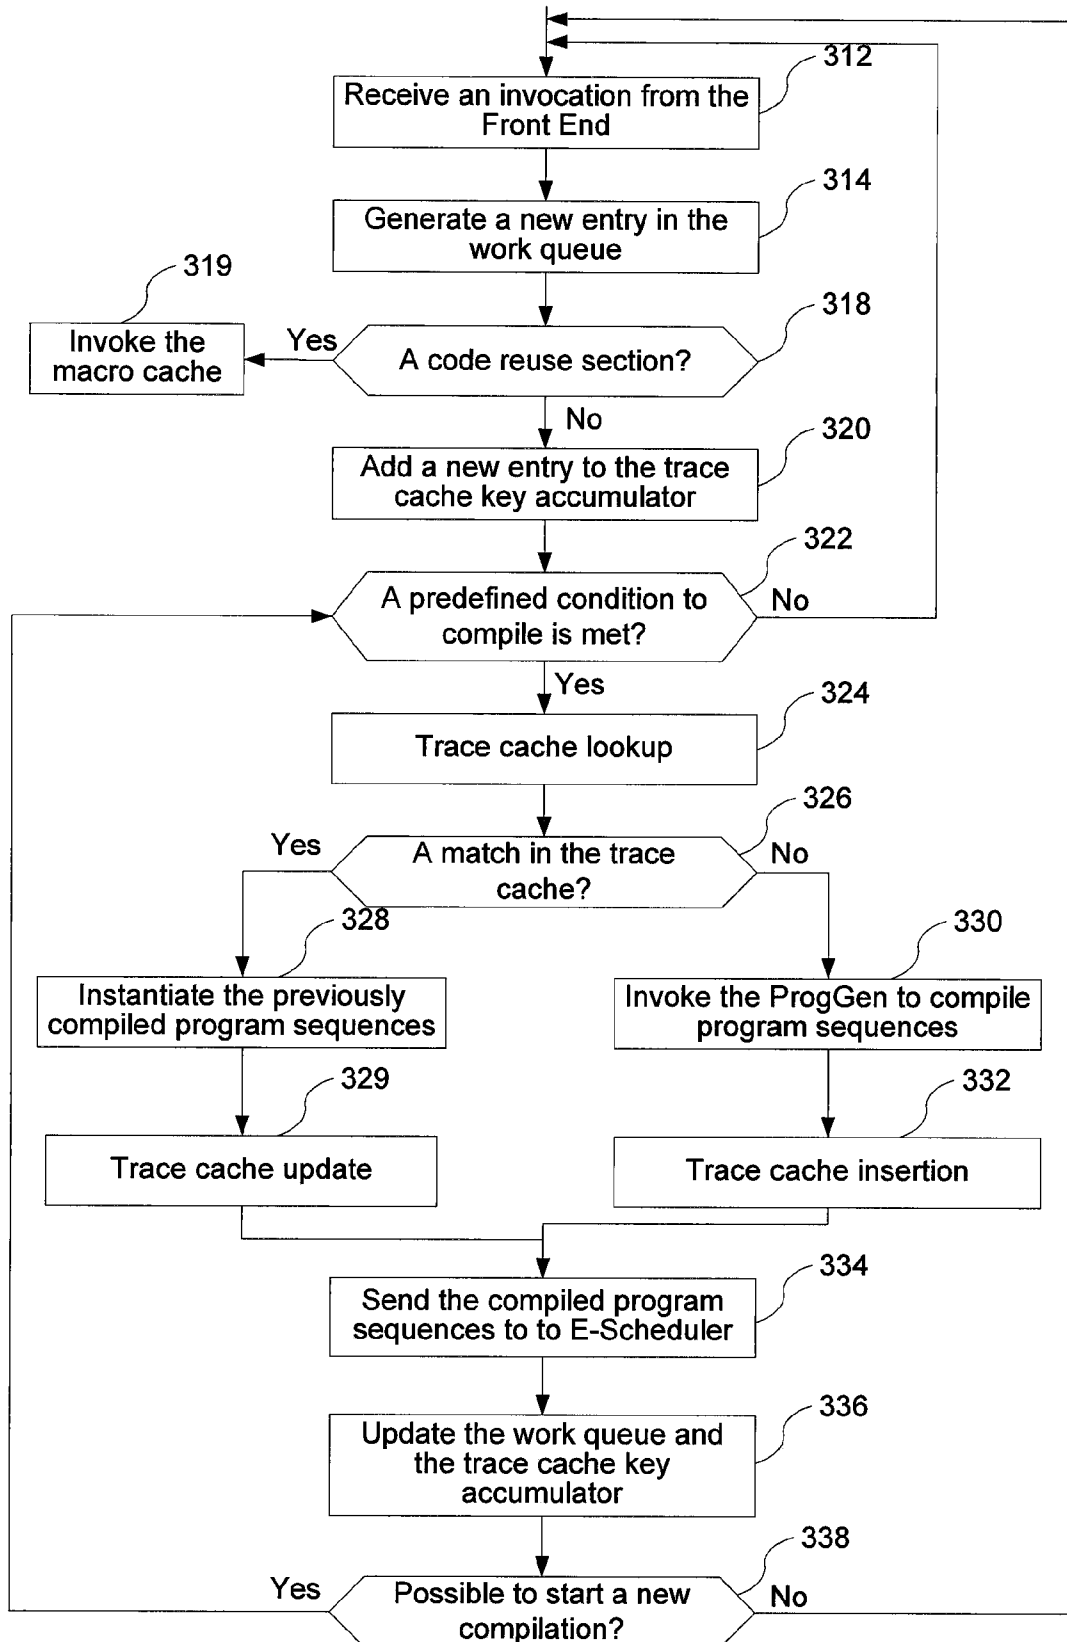 312
Receive an invocation from the
Front End
314
Generate a new entry in the
work queue
319
318
Invoke the
macro cache
Yes
A code reuse section?
No
320
Add a new entry to the trace
cache key accumulator
322
A predefined condition to
compile is met?
No
Yes
324
Trace cache lookup
326
Yes
A match in the trace
cache?
No
328
330
Instantiate the previously
compiled program sequences
Invoke the ProgGen to compile
program sequences
329
332
Trace cache update
Trace cache insertion
334
Send the compiled program
sequences to to E-Scheduler
336
Update the work queue and
the trace cache key
accumulator
338
Yes
Possible to start a new
compilation?
No